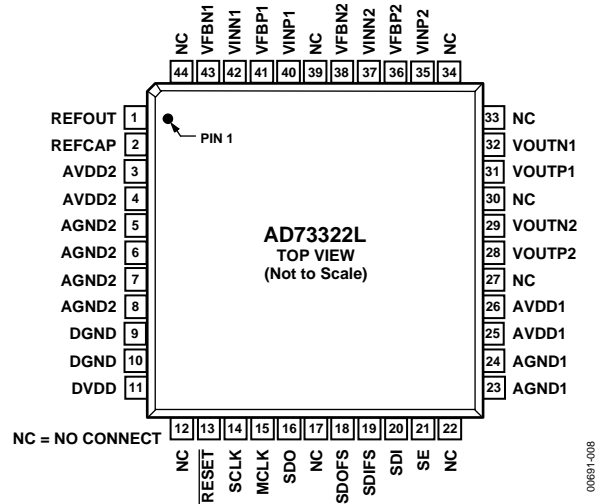 NC VFBN1 VINN1 VFBP1 VINP1 NC VFBN2 VINN2 VFBP2 VINP2 NC
44 43 42 41 40 39 38 37 36 35 34
REFOUT 1
REFCAP 2
AVDD2 3
AVDD2 4
AGND2 5
AGND2 6
AGND2 7
AGND2 8
DGND 9
DGND 10
DVDD 11
PIN 1
AD73322L
TOP VIEW
(Not to Scale)
33 NC
32 VOUTN1
31 VOUTP1
30 NC
29 VOUTN2
28 VOUTP2
27 NC
26 AVDD1
25 AVDD1
24 AGND1
23 AGND1
12 13 14 15 16 17 18 19 20 21 22
NC RESET SCLK MCLK SDO NC SDOFS SDIFS SDI SE NC
NC = NO CONNECT
00691-008